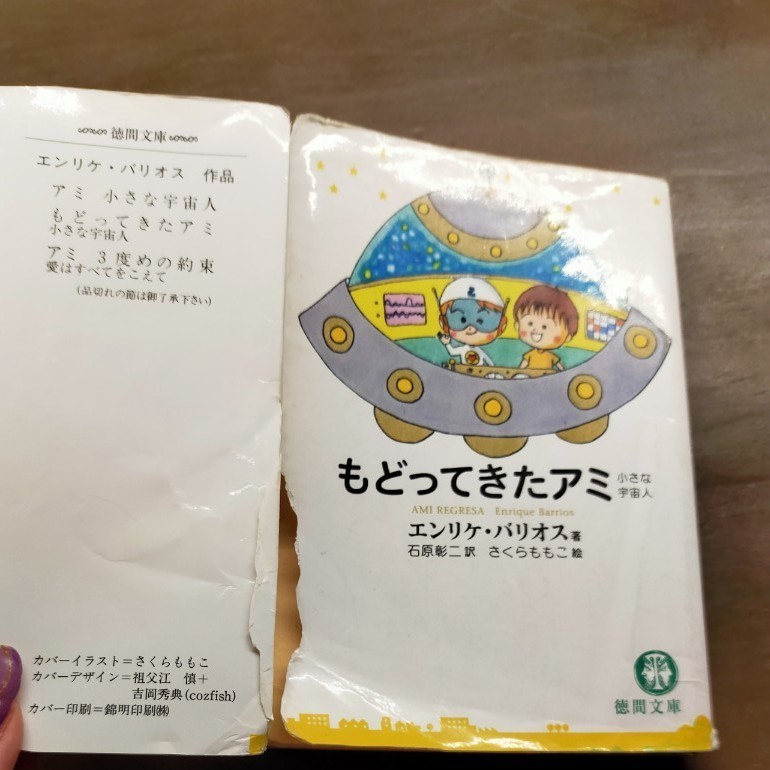 徳間文庫
エンリケ・バリオス 作品
アミ 小さな宇宙人
もどってきたアミ
小さな宇宙人
アミ 3度めの約束
愛はすべてをこえて
(品切れの節は御了承下さい)
カバーイラスト=さくらももこ
カバーデザイン=祖父江 慎+
吉岡秀典(cozfish)
カバー印刷=錦明印刷㈱
もどってきたアミ 小さな
宇宙人
AMI REGRESA Enrique Barrios
エンリケ・バリオス著
石原彰二訳 さくらももこ絵
徳間文庫